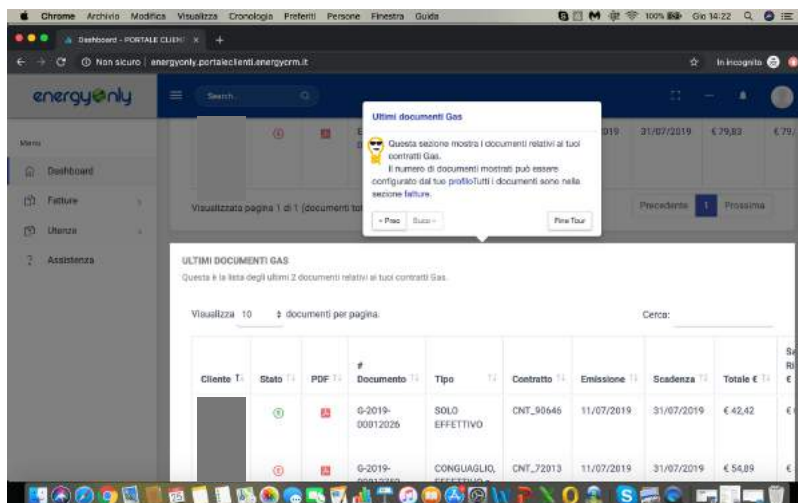 Chrome Archivio Modifica Visualizza Cronologia Preferiti Persone Finestra Guida 100% Gio 14:22
Dashboard - PORTALE CLIENT
Non sicuro | energyonly.portaleclienti.energycrm.it In incognito
energyonly
Search..
Menu
Dashboard
Fatture
Utenze
Assistenza
Ultimi documenti Gas
Questa sezione mostra i documenti relativi ai tuoi
contratti Gas.
Il numero di documenti mostrati può essere
configurato dal tuo profiloTutti i documenti sono nella
sezione fatture.
« Prec Succ » Fine Tour
019 31/07/2019 € 79,83 € 79,
Visualizzata pagina 1 di 1 (documenti tot
Precedente 1 Prossima
ULTIMI DOCUMENTI GAS
Questa è la lista degli ultimi 2 documenti relativi ai tuoi contratti Gas.
Visualizza 10 documenti per pagina. Cerca:
Cliente Stato PDF # Documento Tipo Contratto Emissione Scadenza Totale €
G-2019-00012026 SOLO EFFETTIVO CNT_90646 11/07/2019 31/07/2019 € 42,42
G-2019- CONGUAGLIO, CNT_72013 11/07/2019 31/07/2019 € 54,89 €